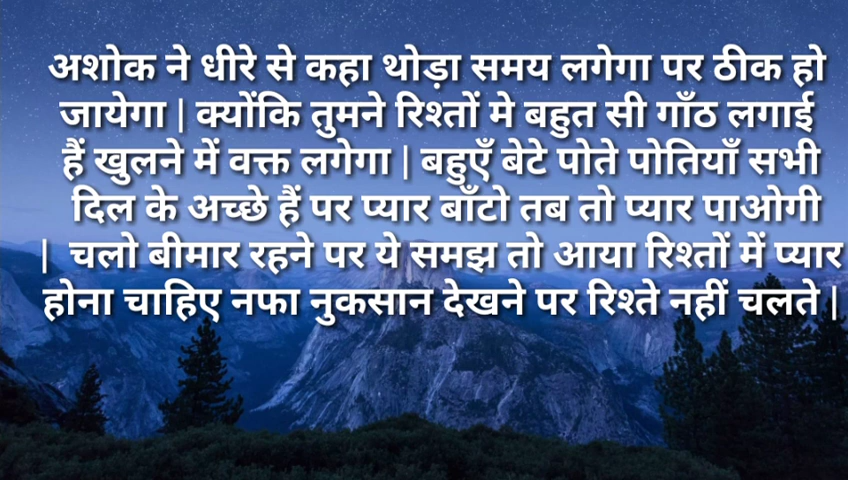 अशोक ने धीरे से कहा थोड़ा समय लगेगा पर ठीक हो
जायेगा | क्योंकि तुमने रिश्तों मे बहुत सी गाँठ लगाई
हैं खुलने में वक्त लगेगा | बहुएँ बेटे पोते पोतियाँ सभी
दिल के अच्छे हैं पर प्यार बाँटो तब तो प्यार पाओगी
| चलो बीमार रहने पर ये समझ तो आया रिश्तों में प्यार
होना चाहिए नफा नुकसान देखने पर रिश्ते नहीं चलते |